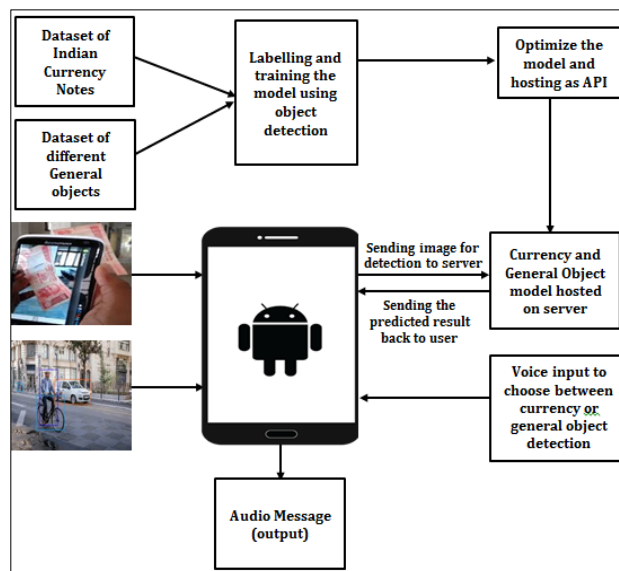 Dataset of
Indian
Currency
Notes
Labelling and
training the
model using
object
detection
Optimize the
model and
hosting as API
Dataset of
different
General
objects
Sending image for
detection to server
Sending the
predicted result
back to user
Currency and
General Object
model hosted
on server
Voice input to
choose between
currency or
general object
detection
Audio Message
(output)